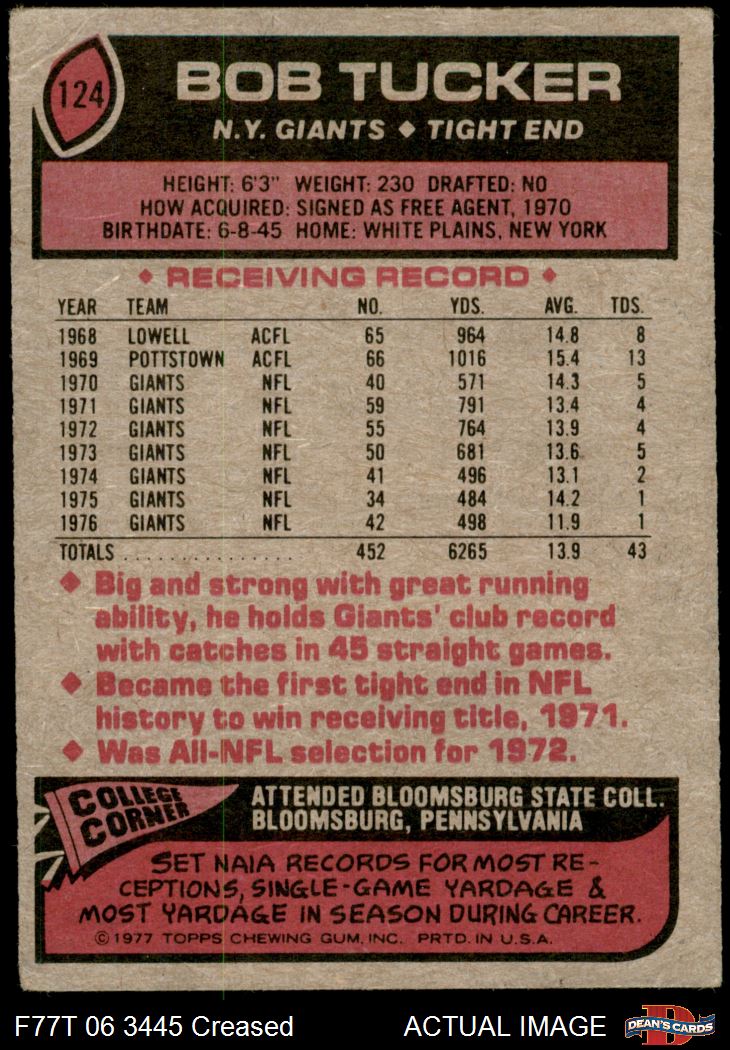 124
BOB TUCKER
N.Y. GIANTS ◆ TIGHT END
HEIGHT: 6'3" WEIGHT: 230 DRAFTED: NO
HOW ACQUIRED: SIGNED AS FREE AGENT, 1970
BIRTHDATE: 6-8-45 HOME: WHITE PLAINS, NEW YORK
◆ RECEIVING RECORD ◆
YEAR TEAM NO. YDS. AVG. TDS.
1968 LOWELL ACFL 65 964 14.8 8
1969 POTTSTOWN ACFL 66 1016 15.4 13
1970 GIANTS NFL 40 571 14.3 5
1971 GIANTS NFL 59 791 13.4 4
1972 GIANTS NFL 55 764 13.9 4
1973 GIANTS NFL 50 681 13.6 5
1974 GIANTS NFL 41 496 13.1 2
1975 GIANTS NFL 34 484 14.2 1
1976 GIANTS NFL 42 498 11.9 1
TOTALS . . . . . . . . . . . . . . . . . 452 6265 13.9 43
◆ Big and strong with great running
ability, he holds Giants' club record
with catches in 45 straight games.
◆ Became the first tight end in NFL
history to win receiving title, 1971.
◆ Was All-NFL selection for 1972.
COLLEGE
CORNER
ATTENDED BLOOMSBURG STATE COLL.
BLOOMSBURG, PENNSYLVANIA
SET NAIA RECORDS FOR MOST RE-
CEPTIONS, SINGLE-GAME YARDAGE &
MOST YARDAGE IN SEASON DURING CAREER.
© 1977 TOPPS CHEWING GUM, INC. PRTD. IN U.S.A.
F77T 06 3445 Creased ACTUAL IMAGE
D
DEAN'S CARDS